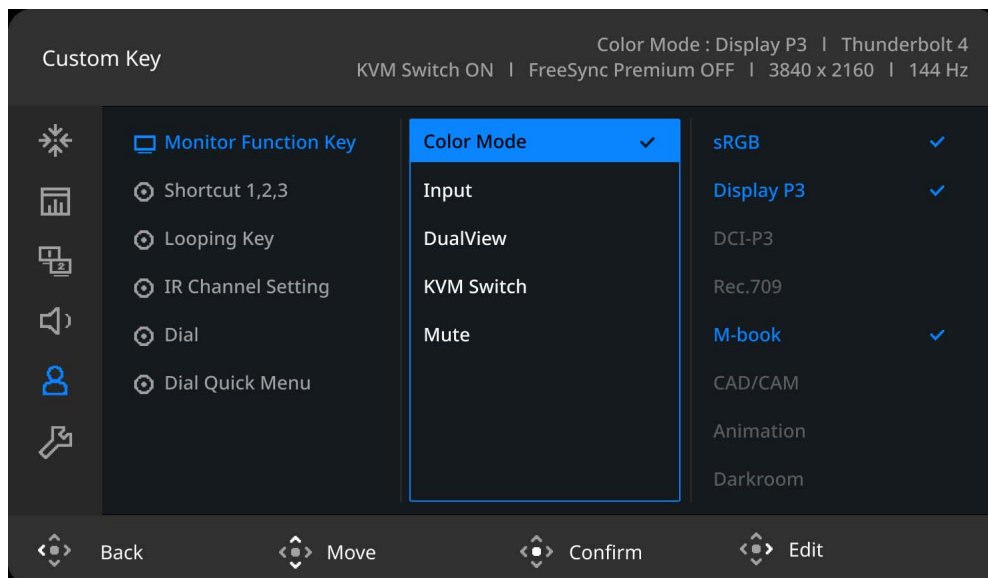 Custom Key
Color Mode : Display P3 | Thunderbolt 4
KVM Switch ON | FreeSync Premium OFF | 3840 x 2160 | 144 Hz
Monitor Function Key
Shortcut 1,2,3
Looping Key
IR Channel Setting
Dial
Dial Quick Menu
Color Mode
Input
DualView
KVM Switch
Mute
sRGB
Display P3
DCI-P3
Rec.709
M-book
CAD/CAM
Animation
Darkroom
1
2
Back
Move
Confirm
Edit